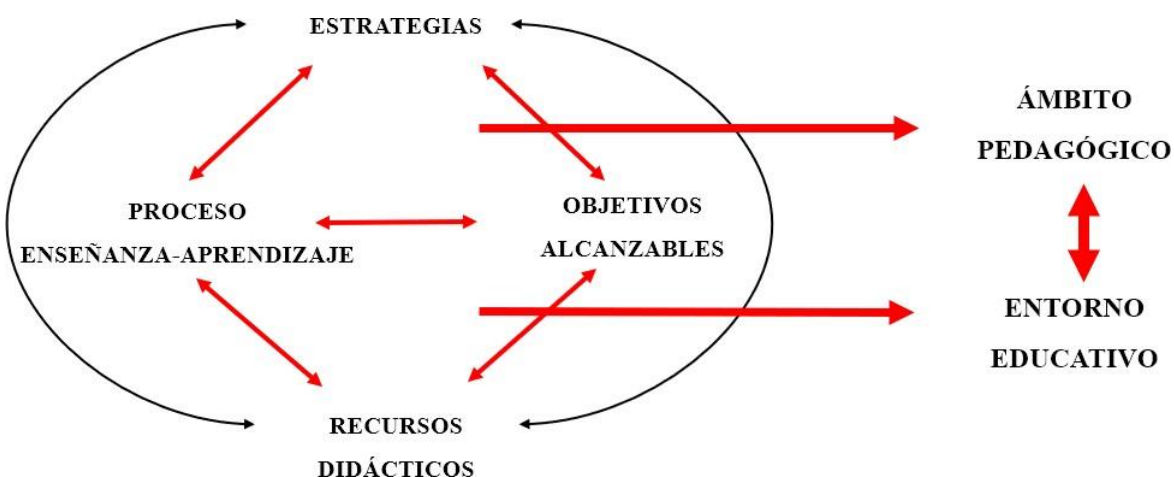 ESTRATEGIAS
PROCESO
ENSEÑANZA-APRENDIZAJE
OBJETIVOS
ALCANZABLES
RECURSOS
DIDÁCTICOS
ÁMBITO
PEDAGÓGICO
ENTORNO
EDUCATIVO